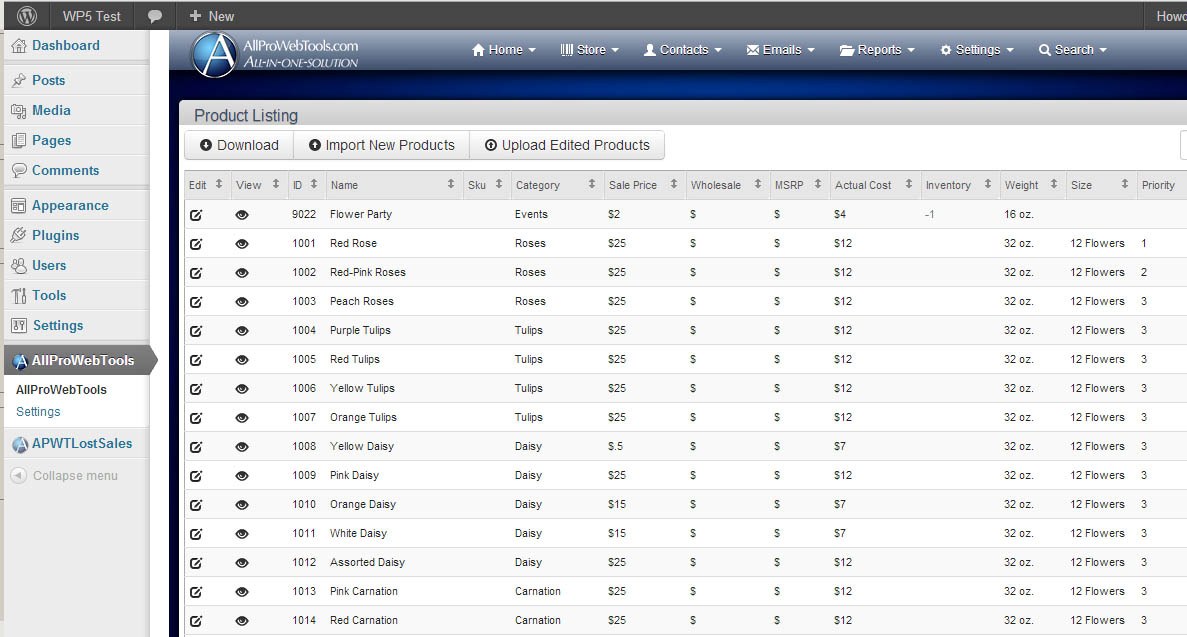 WP5 Test New Howd
Dashboard
Posts
Media
Pages
Comments
Appearance
Plugins
Users
Tools
Settings
AllProWebTools
AllProWebTools
Settings
APWTLostSales
Collapse menu
AllProWebTools.com
All-in-one-solution
Home Store Contacts Emails Reports Settings Search
Product Listing
Download Import New Products Upload Edited Products
Edit View ID Name Sku Category Sale Price Wholesale MSRP Actual Cost Inventory Weight Size Priority
9022 Flower Party Events $2 $ $ $4 -1 16 oz.
1001 Red Rose Roses $25 $ $ $12 32 oz. 12 Flowers 1
1002 Red-Pink Roses Roses $25 $ $ $12 32 oz. 12 Flowers 2
1003 Peach Roses Roses $25 $ $ $12 32 oz. 12 Flowers 3
1004 Purple Tulips Tulips $25 $ $ $12 32 oz. 12 Flowers 3
1005 Red Tulips Tulips $25 $ $ $12 32 oz. 12 Flowers 3
1006 Yellow Tulips Tulips $25 $ $ $12 32 oz. 12 Flowers 3
1007 Orange Tulips Tulips $25 $ $ $12 32 oz. 12 Flowers 3
1008 Yellow Daisy Daisy $.5 $ $ $7 32 oz. 12 Flowers 3
1009 Pink Daisy Daisy $25 $ $ $12 32 oz. 12 Flowers 3
1010 Orange Daisy Daisy $15 $ $ $7 32 oz. 12 Flowers 3
1011 White Daisy Daisy $15 $ $ $7 32 oz. 12 Flowers 3
1012 Assorted Daisy Daisy $25 $ $ $12 32 oz. 12 Flowers 3
1013 Pink Carnation Carnation $25 $ $ $12 32 oz. 12 Flowers 3
1014 Red Carnation Carnation $25 $ $ $12 32 oz. 12 Flowers 3